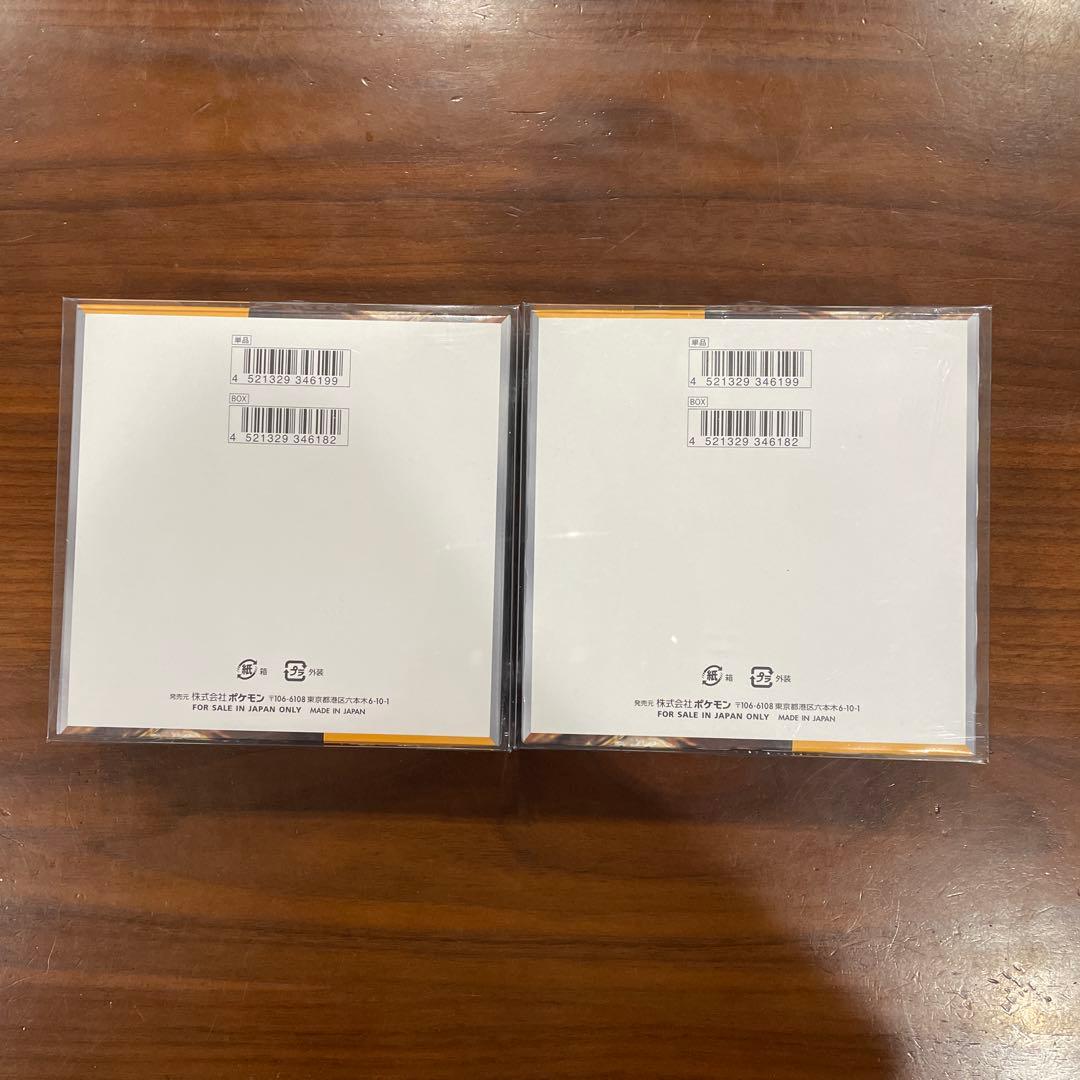 単品
4 521329 346199
BOX
4 521329 346182
紙 箱 プラ 外装
発売元 株式会社ポケモン 〒106-6108 東京都港区六本木6-10-1
FOR SALE IN JAPAN ONLY MADE IN JAPAN
単品
4 521329 346199
BOX
4 521329 346182
紙 箱 プラ 外装
発売元 株式会社ポケモン 〒106-6108 東京都港区六本木6-10-1
FOR SALE IN JAPAN ONLY MADE IN JAPAN